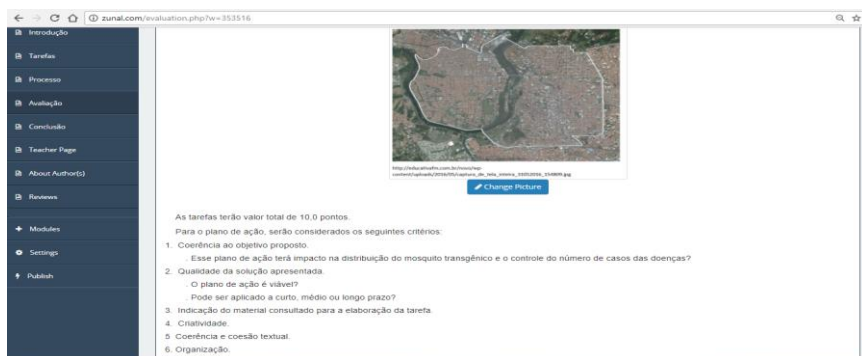 zunal.com/evaluation.php?w=353516
Introdução
Tarefas
Processo
Avaliação
Conclusão
Teacher Page
About Author(s)
Reviews
Modules
Settings
Publish
Change Picture
As tarefas terão valor total de 10,0 pontos.
Para o plano de ação, serão considerados os seguintes critérios:
1. Coerência ao objetivo proposto.
. Esse plano de ação terá impacto na distribuição do mosquito transgênico e o controle do número de casos das doenças?
2. Qualidade da solução apresentada.
. O plano de ação é viável?
. Pode ser aplicado a curto, médio ou longo prazo?
3. Indicação do material consultado para a elaboração da tarefa
4. Criatividade.
5 Coerência e coesão textual.
6. Organização.